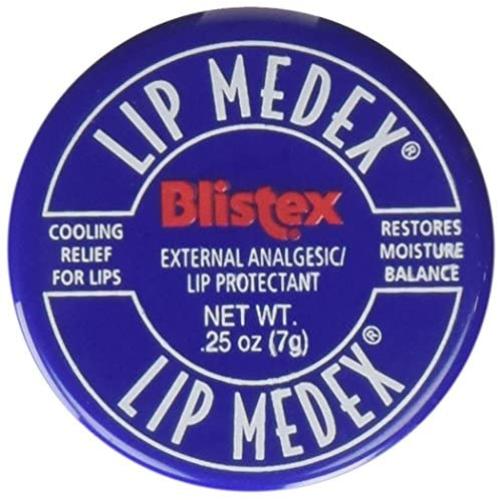 LIP MEDEX®
Blistex
COOLING
RELIEF
FOR LIPS
EXTERNAL ANALGESIC/
LIP PROTECTANT
RESTORES
MOISTURE
BALANCE
NET WT.
.25 oz (7g)
LIP MEDEX®